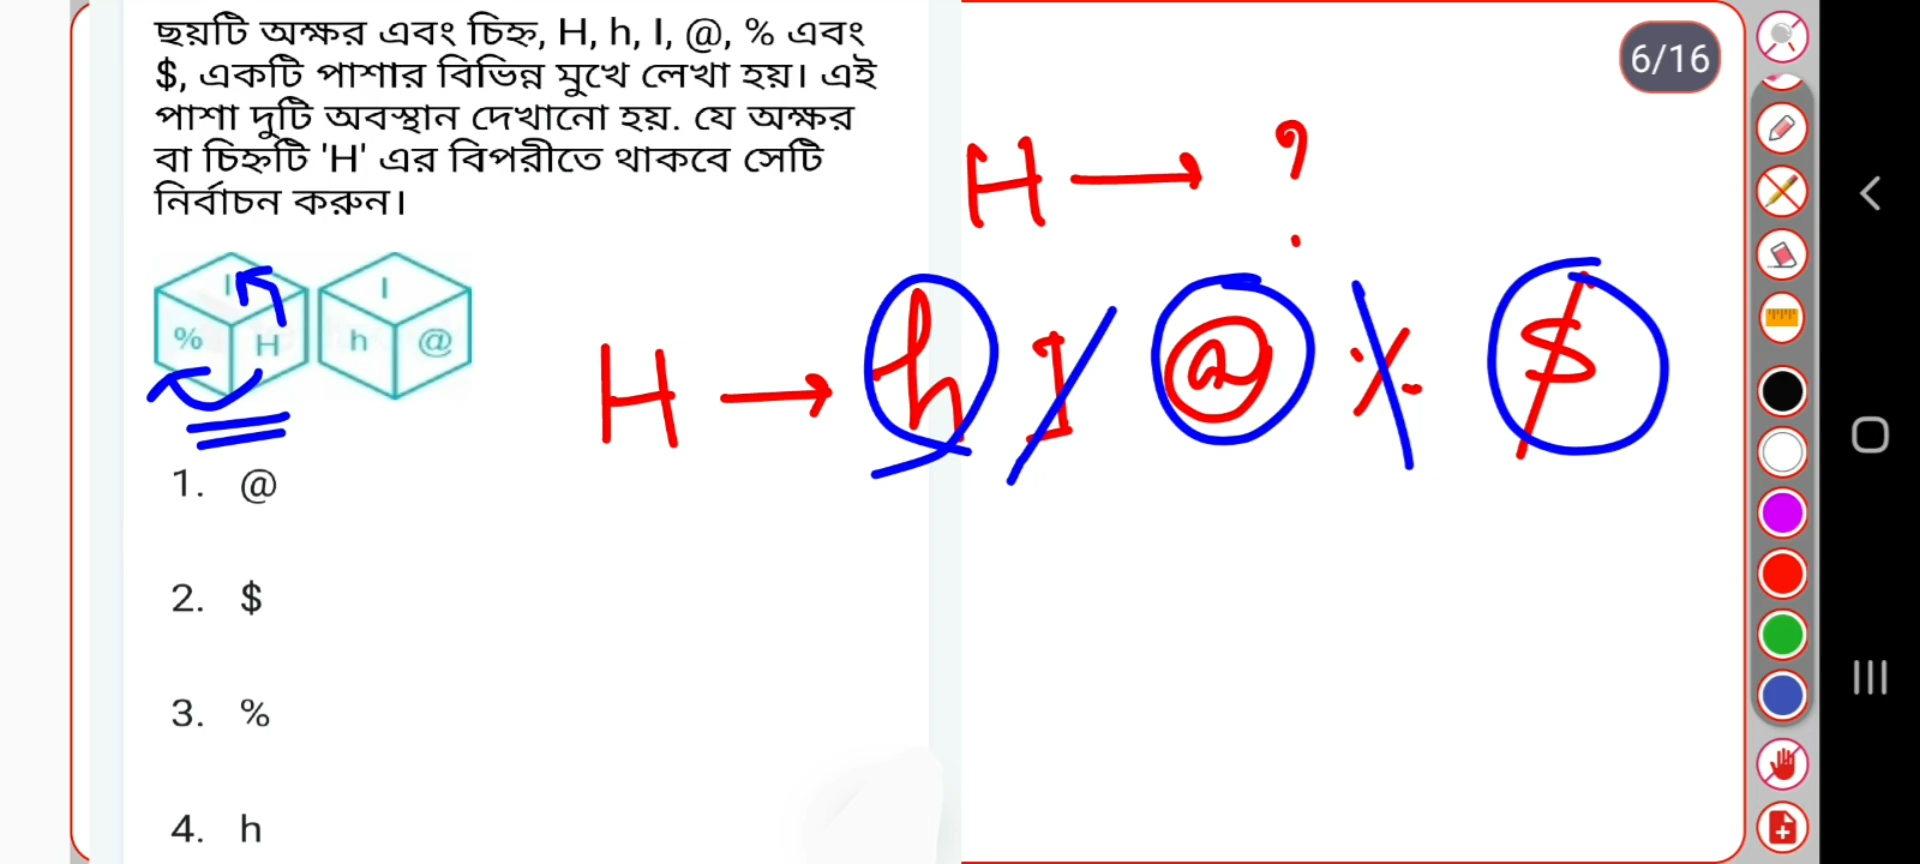 ছয়টি অক্ষর এবং চিহ্ন, H, h, I, @, % এবং
$, একটি পাশার বিভিন্ন মুখে লেখা হয়। এই
পাশা দুটি অবস্থান দেখানো হয়. যে অক্ষর
বা চিহ্নটি 'H' এর বিপরীতে থাকবে সেটি
নির্বাচন করুন।
6/16
H → ?
I
% H
I
h @
H → h I @ % $
1. @
2. $
3. %
4. h